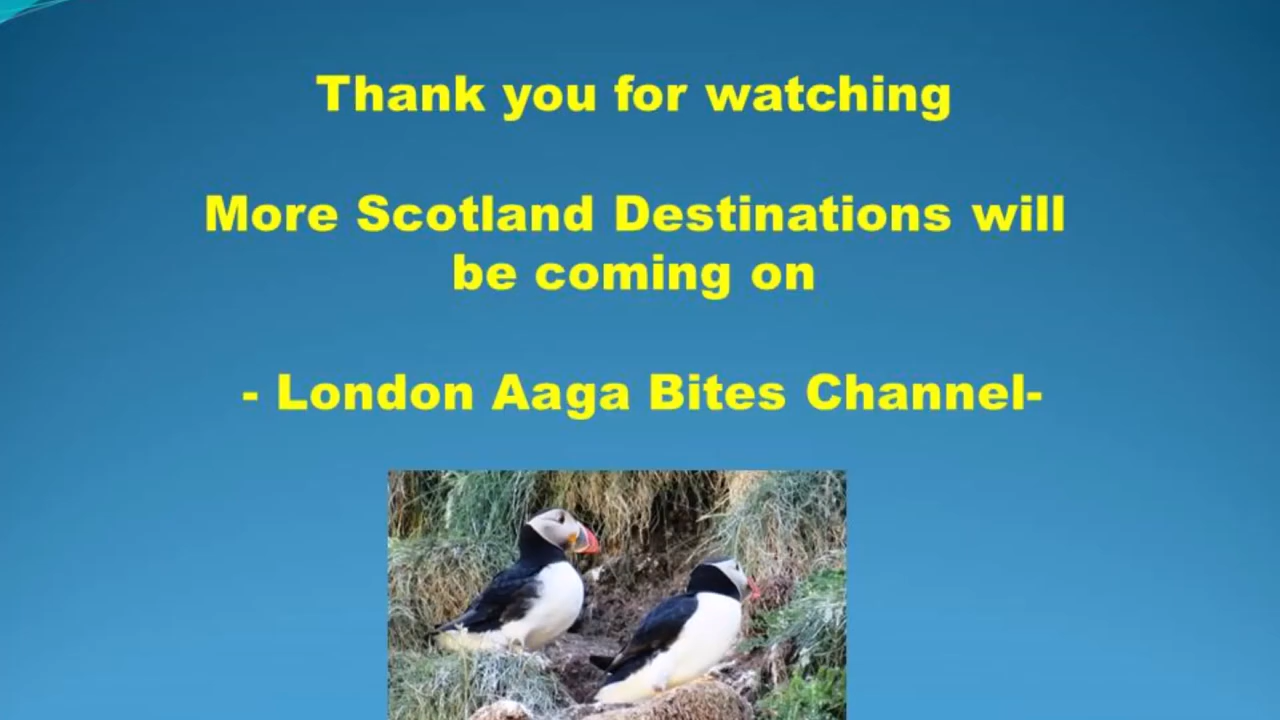 Thank you for watching
More Scotland Destinations will
be coming on
- London Aaga Bites Channel-